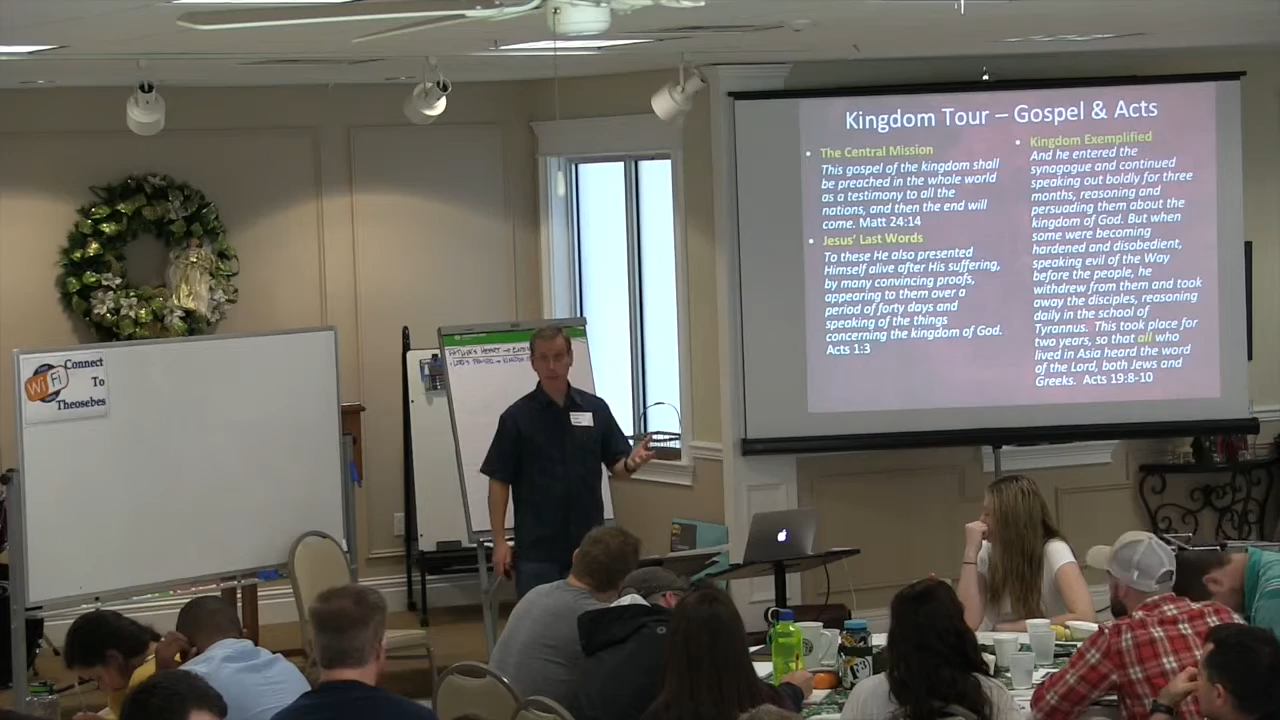 Connect
WiFi
To
Theosebes
FATHER'S HEART →
LORD'S PRAYER → KINGDOM
Kingdom Tour – Gospel & Acts
• The Central Mission
This gospel of the kingdom shall
be preached in the whole world
as a testimony to all the
nations, and then the end will
come. Matt 24:14
• Jesus' Last Words
To these He also presented
Himself alive after His suffering,
by many convincing proofs,
appearing to them over a
period of forty days and
speaking of the things
concerning the kingdom of God.
Acts 1:3
• Kingdom Exemplified
And he entered the
synagogue and continued
speaking out boldly for three
months, reasoning and
persuading them about the
kingdom of God. But when
some were becoming
hardened and disobedient,
speaking evil of the Way
before the people, he
withdrew from them and took
away the disciples, reasoning
daily in the school of
Tyrannus. This took place for
two years, so that all who
lived in Asia heard the word
of the Lord, both Jews and
Greeks. Acts 19:8-10